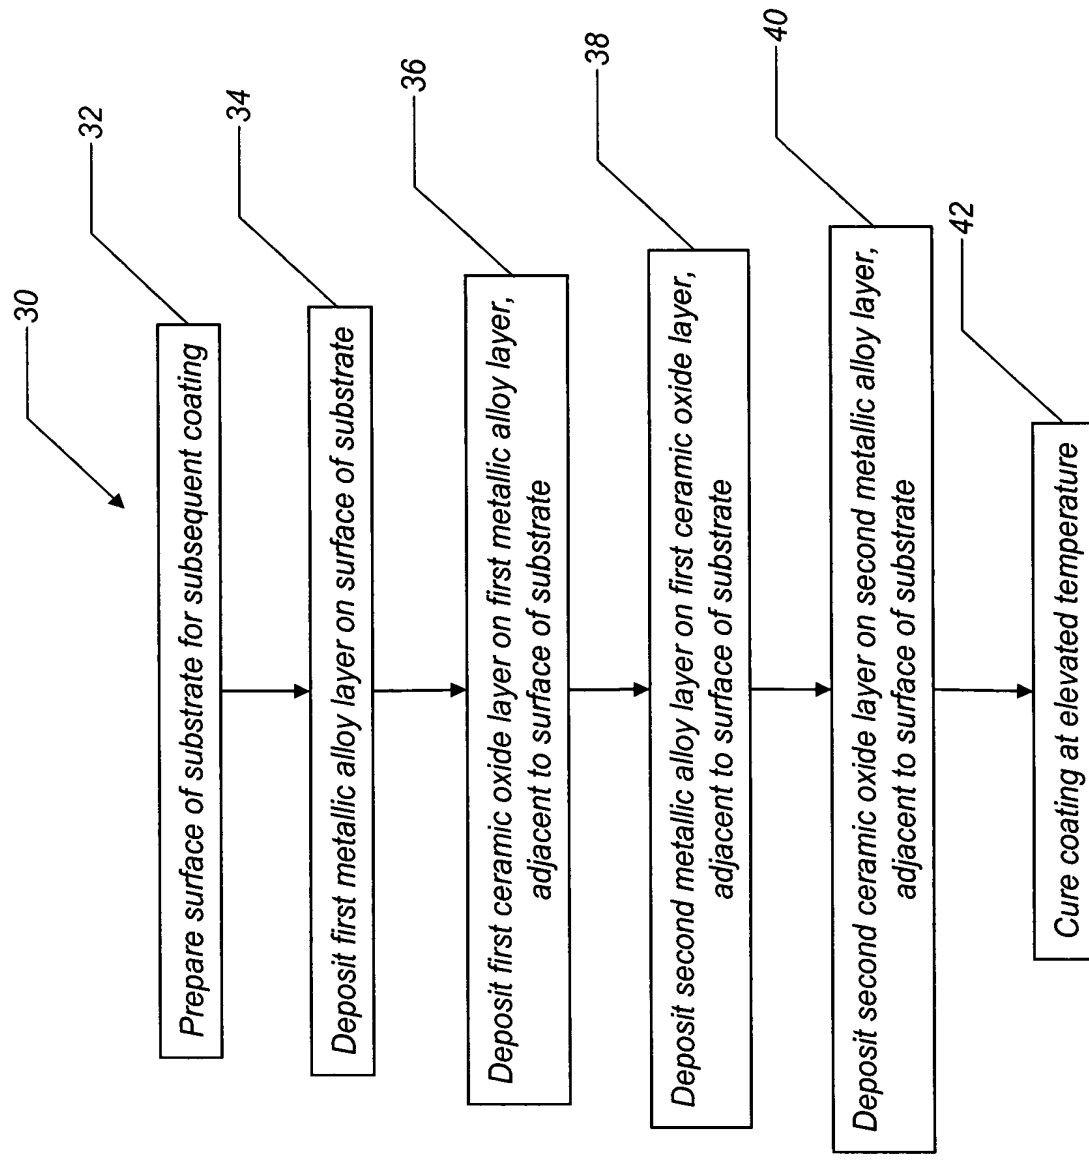 30
32
Prepare surface of substrate for subsequent coating
34
Deposit first metallic alloy layer on surface of substrate
36
Deposit first ceramic oxide layer on first metallic alloy layer,
adjacent to surface of substrate
38
Deposit second metallic alloy layer on first ceramic oxide layer,
adjacent to surface of substrate
40
Deposit second ceramic oxide layer on second metallic alloy layer,
adjacent to surface of substrate
42
Cure coating at elevated temperature